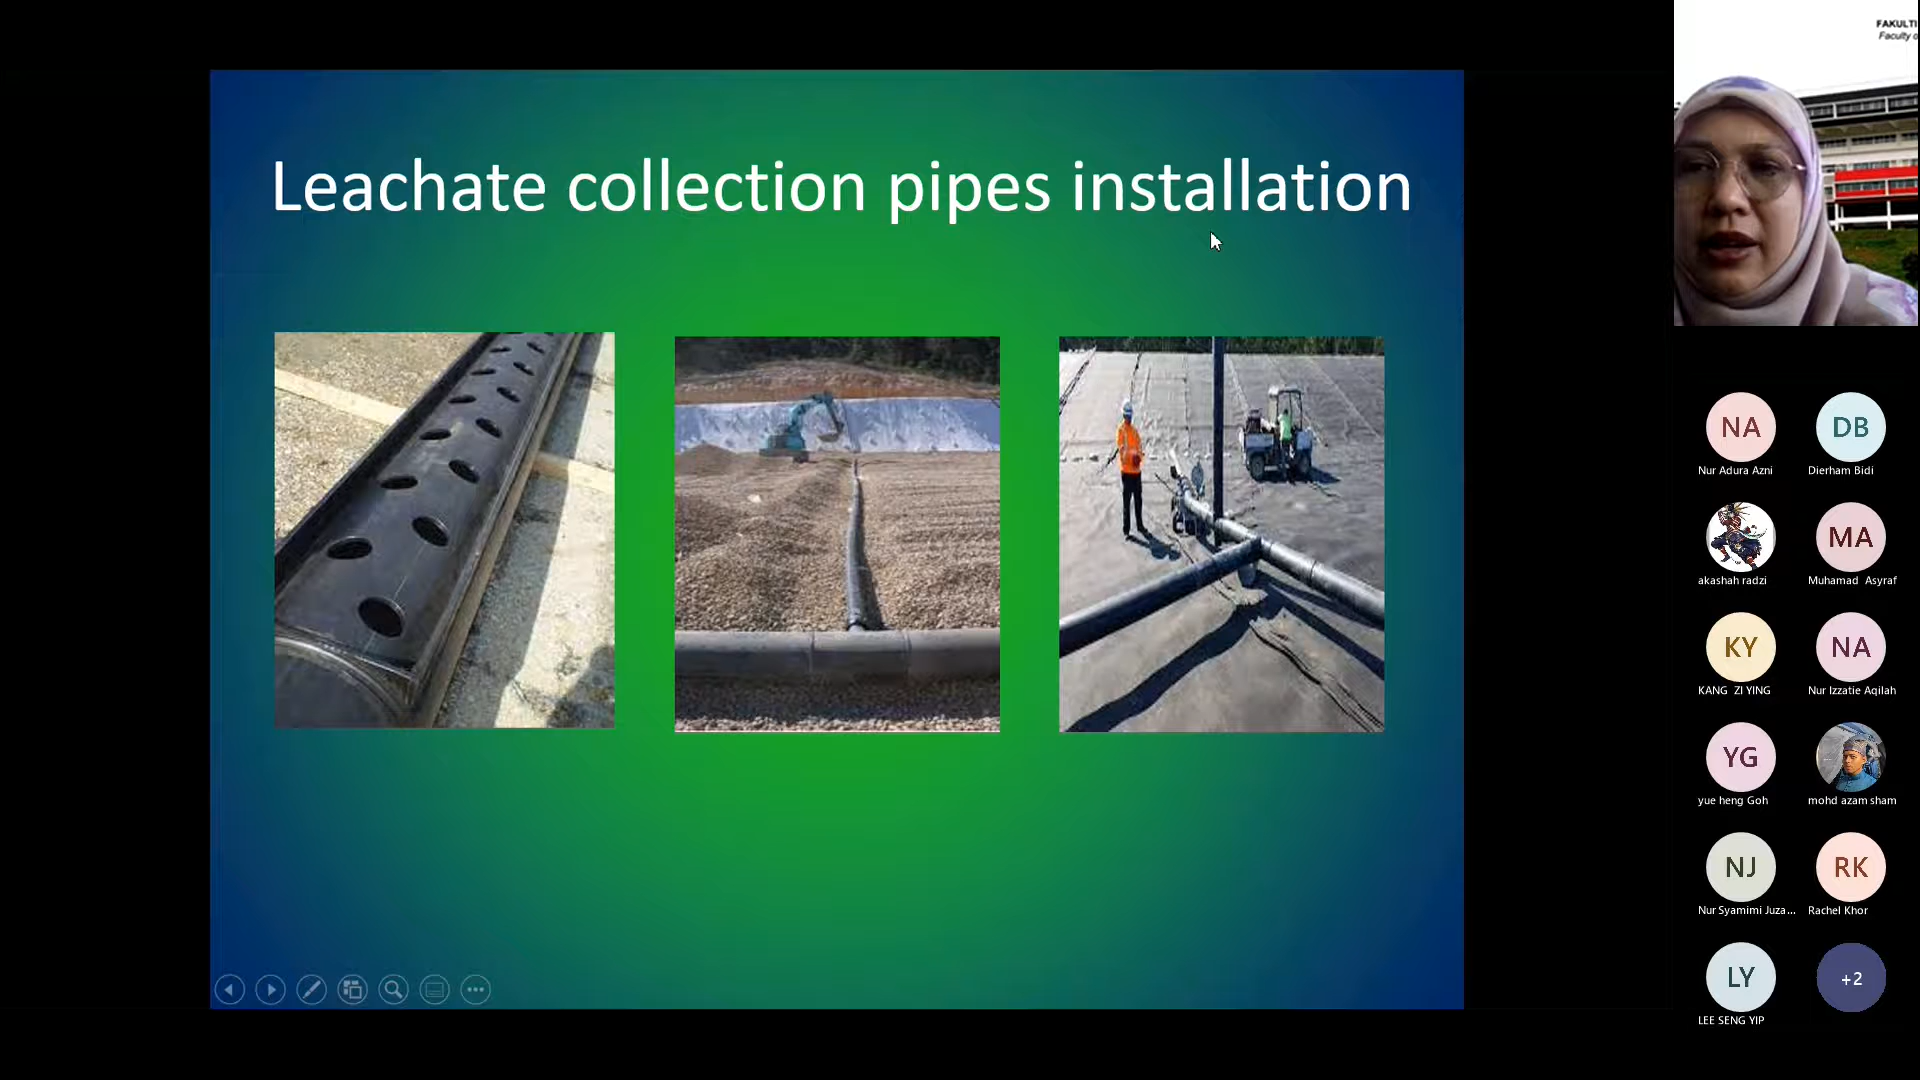 Leachate collection pipes installation
FAKULTI
Faculty o
NA
DB
Nur Adura Azni
Dierham Bidi
MA
akashah radzi
Muhamad Asyraf
KY
NA
KANG ZI YING
Nur Izzatie Aqilah
YG
yue heng Goh
mohd azam sham
NJ
RK
Nur Syamimi Juza...
Rachel Khor
LY
+2
LEE SENG YIP